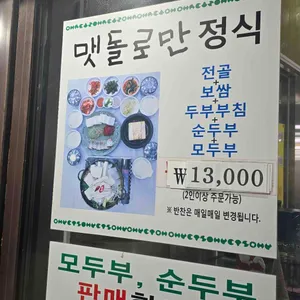 맷돌로만 정식
전골
+
보쌈
+
두부부침
+
순두부
+
모두부
₩13,000
(2인이상 주문가능)
※ 반찬은 매일매일 변경됩니다.
모두부, 순두부
판매